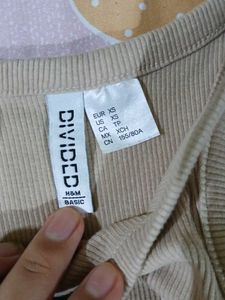 DIVIDED
H&M
BASIC
EUR XS
US XS
CA TP
MX XCH
CN 155/80A